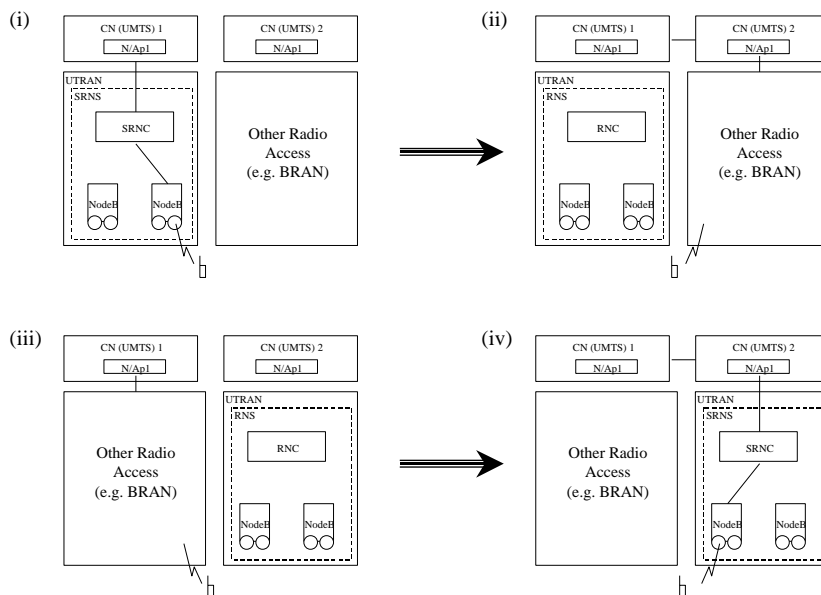 (i)
CN (UMTS) 1
N/Ap1
CN (UMTS) 2
N/Ap1
UTRAN
SRNS
SRNC
NodeB
NodeB
Other Radio
Access
(e.g. BRAN)
(ii)
CN (UMTS) 1
N/Ap1
CN (UMTS) 2
N/Ap1
UTRAN
RNS
RNC
NodeB
NodeB
Other Radio
Access
(e.g. BRAN)
(iii)
CN (UMTS) 1
N/Ap1
CN (UMTS) 2
N/Ap1
Other Radio
Access
(e.g. BRAN)
UTRAN
RNS
RNC
NodeB
NodeB
(iv)
CN (UMTS) 1
N/Ap1
CN (UMTS) 2
N/Ap1
Other Radio
Access
(e.g. BRAN)
UTRAN
SRNS
SRNC
NodeB
NodeB